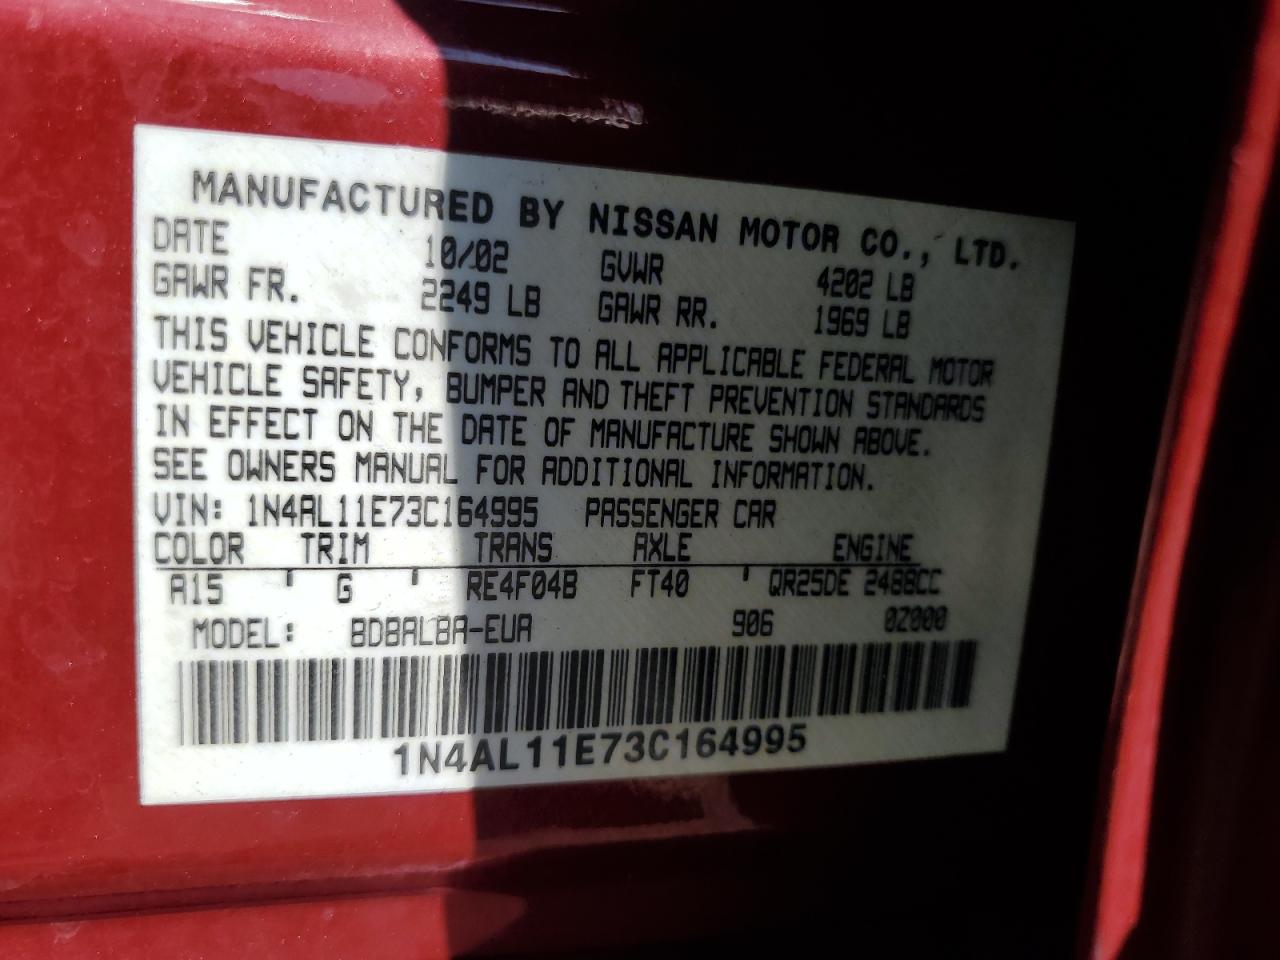 MANUFACTURED BY NISSAN MOTOR CO., LTD.
DATE 10/02 GVWR 4202 LB
GAWR FR. 2249 LB GAWR RR. 1969 LB
THIS VEHICLE CONFORMS TO ALL APPLICABLE FEDERAL MOTOR
VEHICLE SAFETY, BUMPER AND THEFT PREVENTION STANDARDS
IN EFFECT ON THE DATE OF MANUFACTURE SHOWN ABOVE.
SEE OWNERS MANUAL FOR ADDITIONAL INFORMATION.
VIN: 1N4AL11E73C164995 PASSENGER CAR
COLOR TRIM TRANS AXLE ENGINE
A15 ' G ' RE4F04B FT40 ' QR25DE 2488CC
MODEL: BDBALBA-EUA 906 0Z000
1N4AL11E73C164995